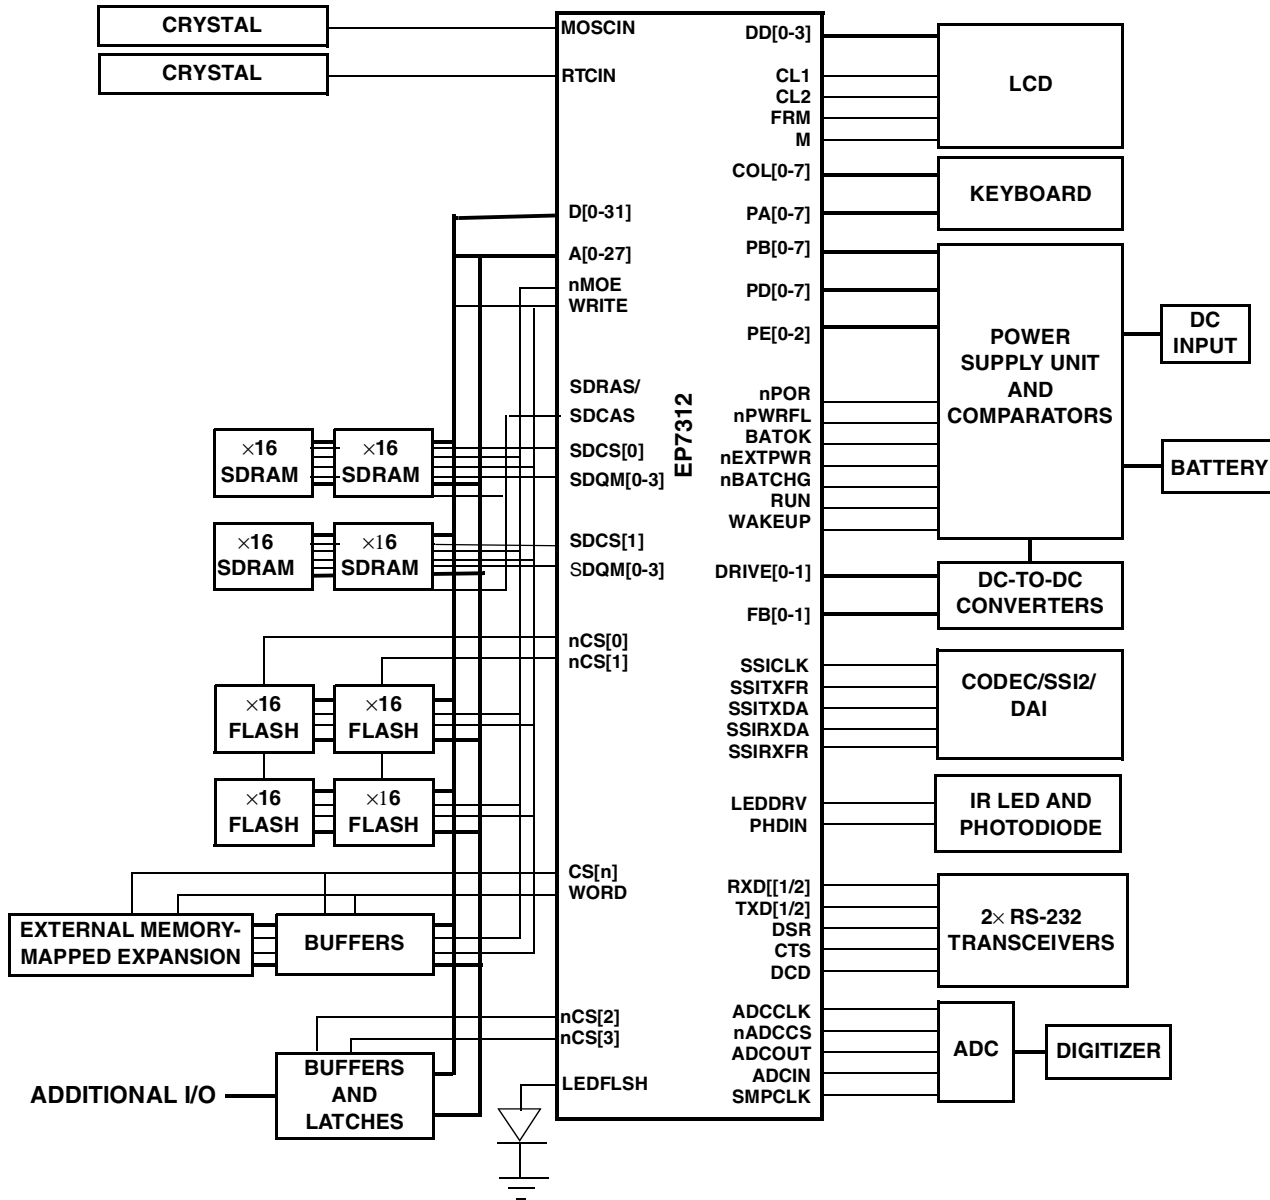 CRYSTAL
CRYSTAL
MOSCIN
RTCIN
D[0-31]
A[0-27]
nMOE
WRITE
SDRAS/
SDCAS
SDCS[0]
SDQM[0-3]
SDCS[1]
SDQM[0-3]
nCS[0]
nCS[1]
CS[n]
WORD
nCS[2]
nCS[3]
LEDFLSH
EP7312
DD[0-3]
CL1
CL2
FRM
M
COL[0-7]
PA[0-7]
PB[0-7]
PD[0-7]
PE[0-2]
nPOR
nPWRFL
BATOK
nEXTPWR
nBATCHG
RUN
WAKEUP
DRIVE[0-1]
FB[0-1]
SSICLK
SSITXFR
SSITXDA
SSIRXDA
SSIRXFR
LEDDRV
PHDIN
RXD[[1/2]
TXD[1/2]
DSR
CTS
DCD
ADCCLK
nADCCS
ADCOUT
ADCIN
SMPCLK
×16
SDRAM
×16
SDRAM
×16
SDRAM
×16
SDRAM
×16
FLASH
×16
FLASH
×16
FLASH
×16
FLASH
EXTERNAL MEMORY-
MAPPED EXPANSION
BUFFERS
ADDITIONAL I/O
BUFFERS
AND
LATCHES
LCD
KEYBOARD
POWER
SUPPLY UNIT
AND
COMPARATORS
DC
INPUT
BATTERY
DC-TO-DC
CONVERTERS
CODEC/SSI2/
DAI
IR LED AND
PHOTODIODE
2× RS-232
TRANSCEIVERS
ADC
DIGITIZER